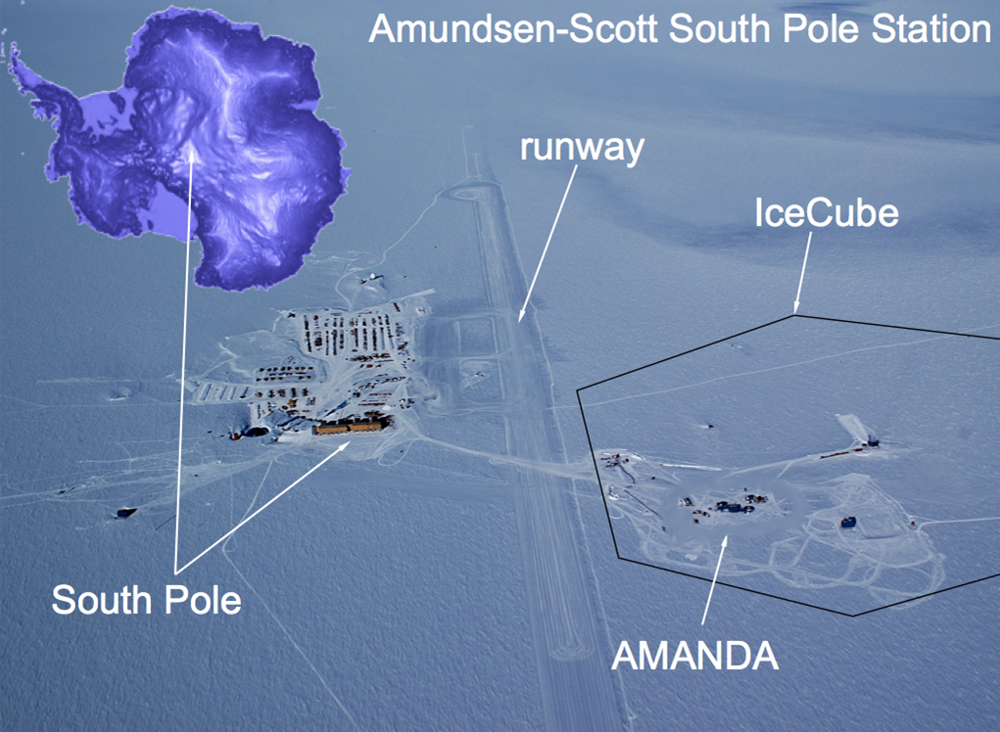 Amundsen-Scott South Pole Station
runway
IceCube
South Pole
AMANDA